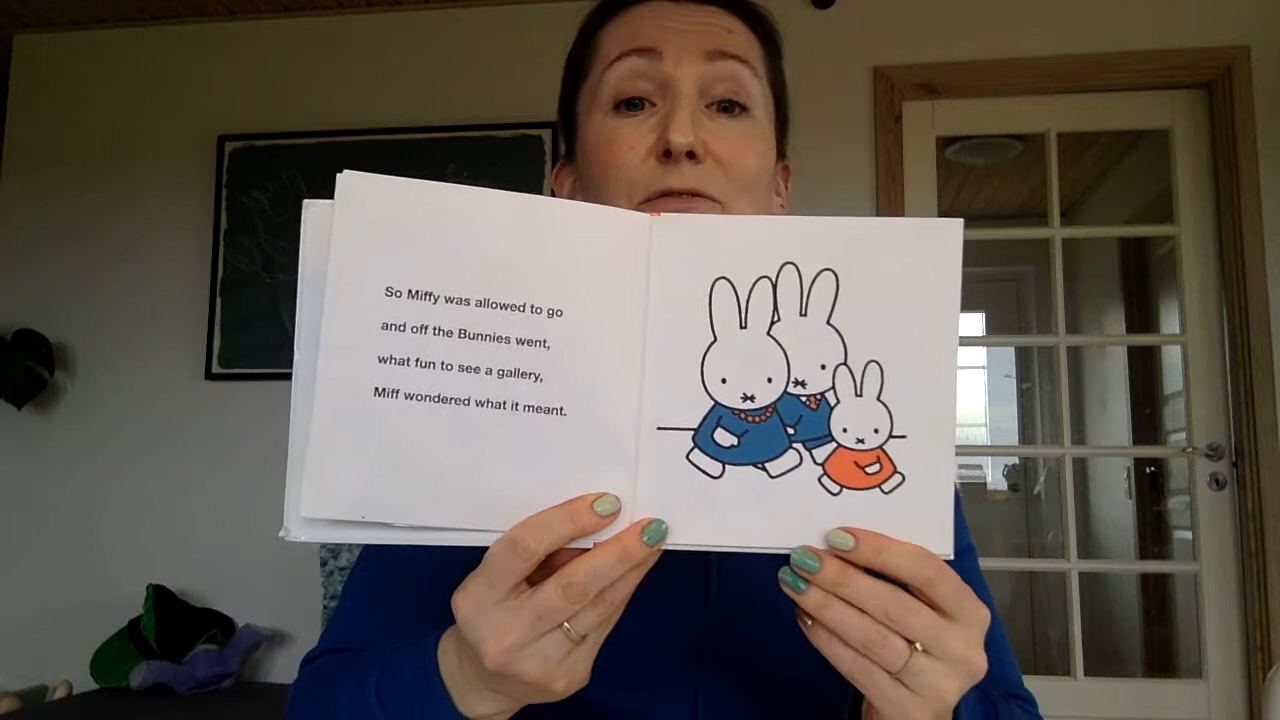 So Miffy was allowed to go
and off the Bunnies went,
what fun to see a gallery,
Miff wondered what it meant.